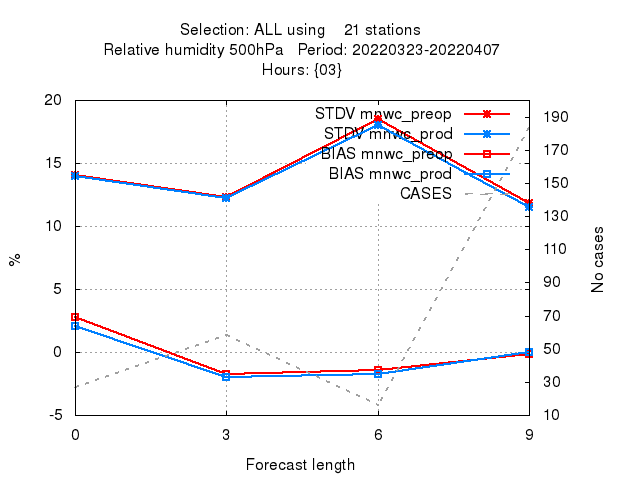 Selection: ALL using    21 stations
Relative humidity 500hPa   Period: 20220323-20220407
Hours: {03}
20
15
10
5
0
-5
%
STDV mnwc_preop
STDV mnwc_prod
BIAS mnwc_preop
BIAS mnwc_prod
CASES
190
170
150
130
110
90
70
50
30
10
No cases
0
3
6
9
Forecast length